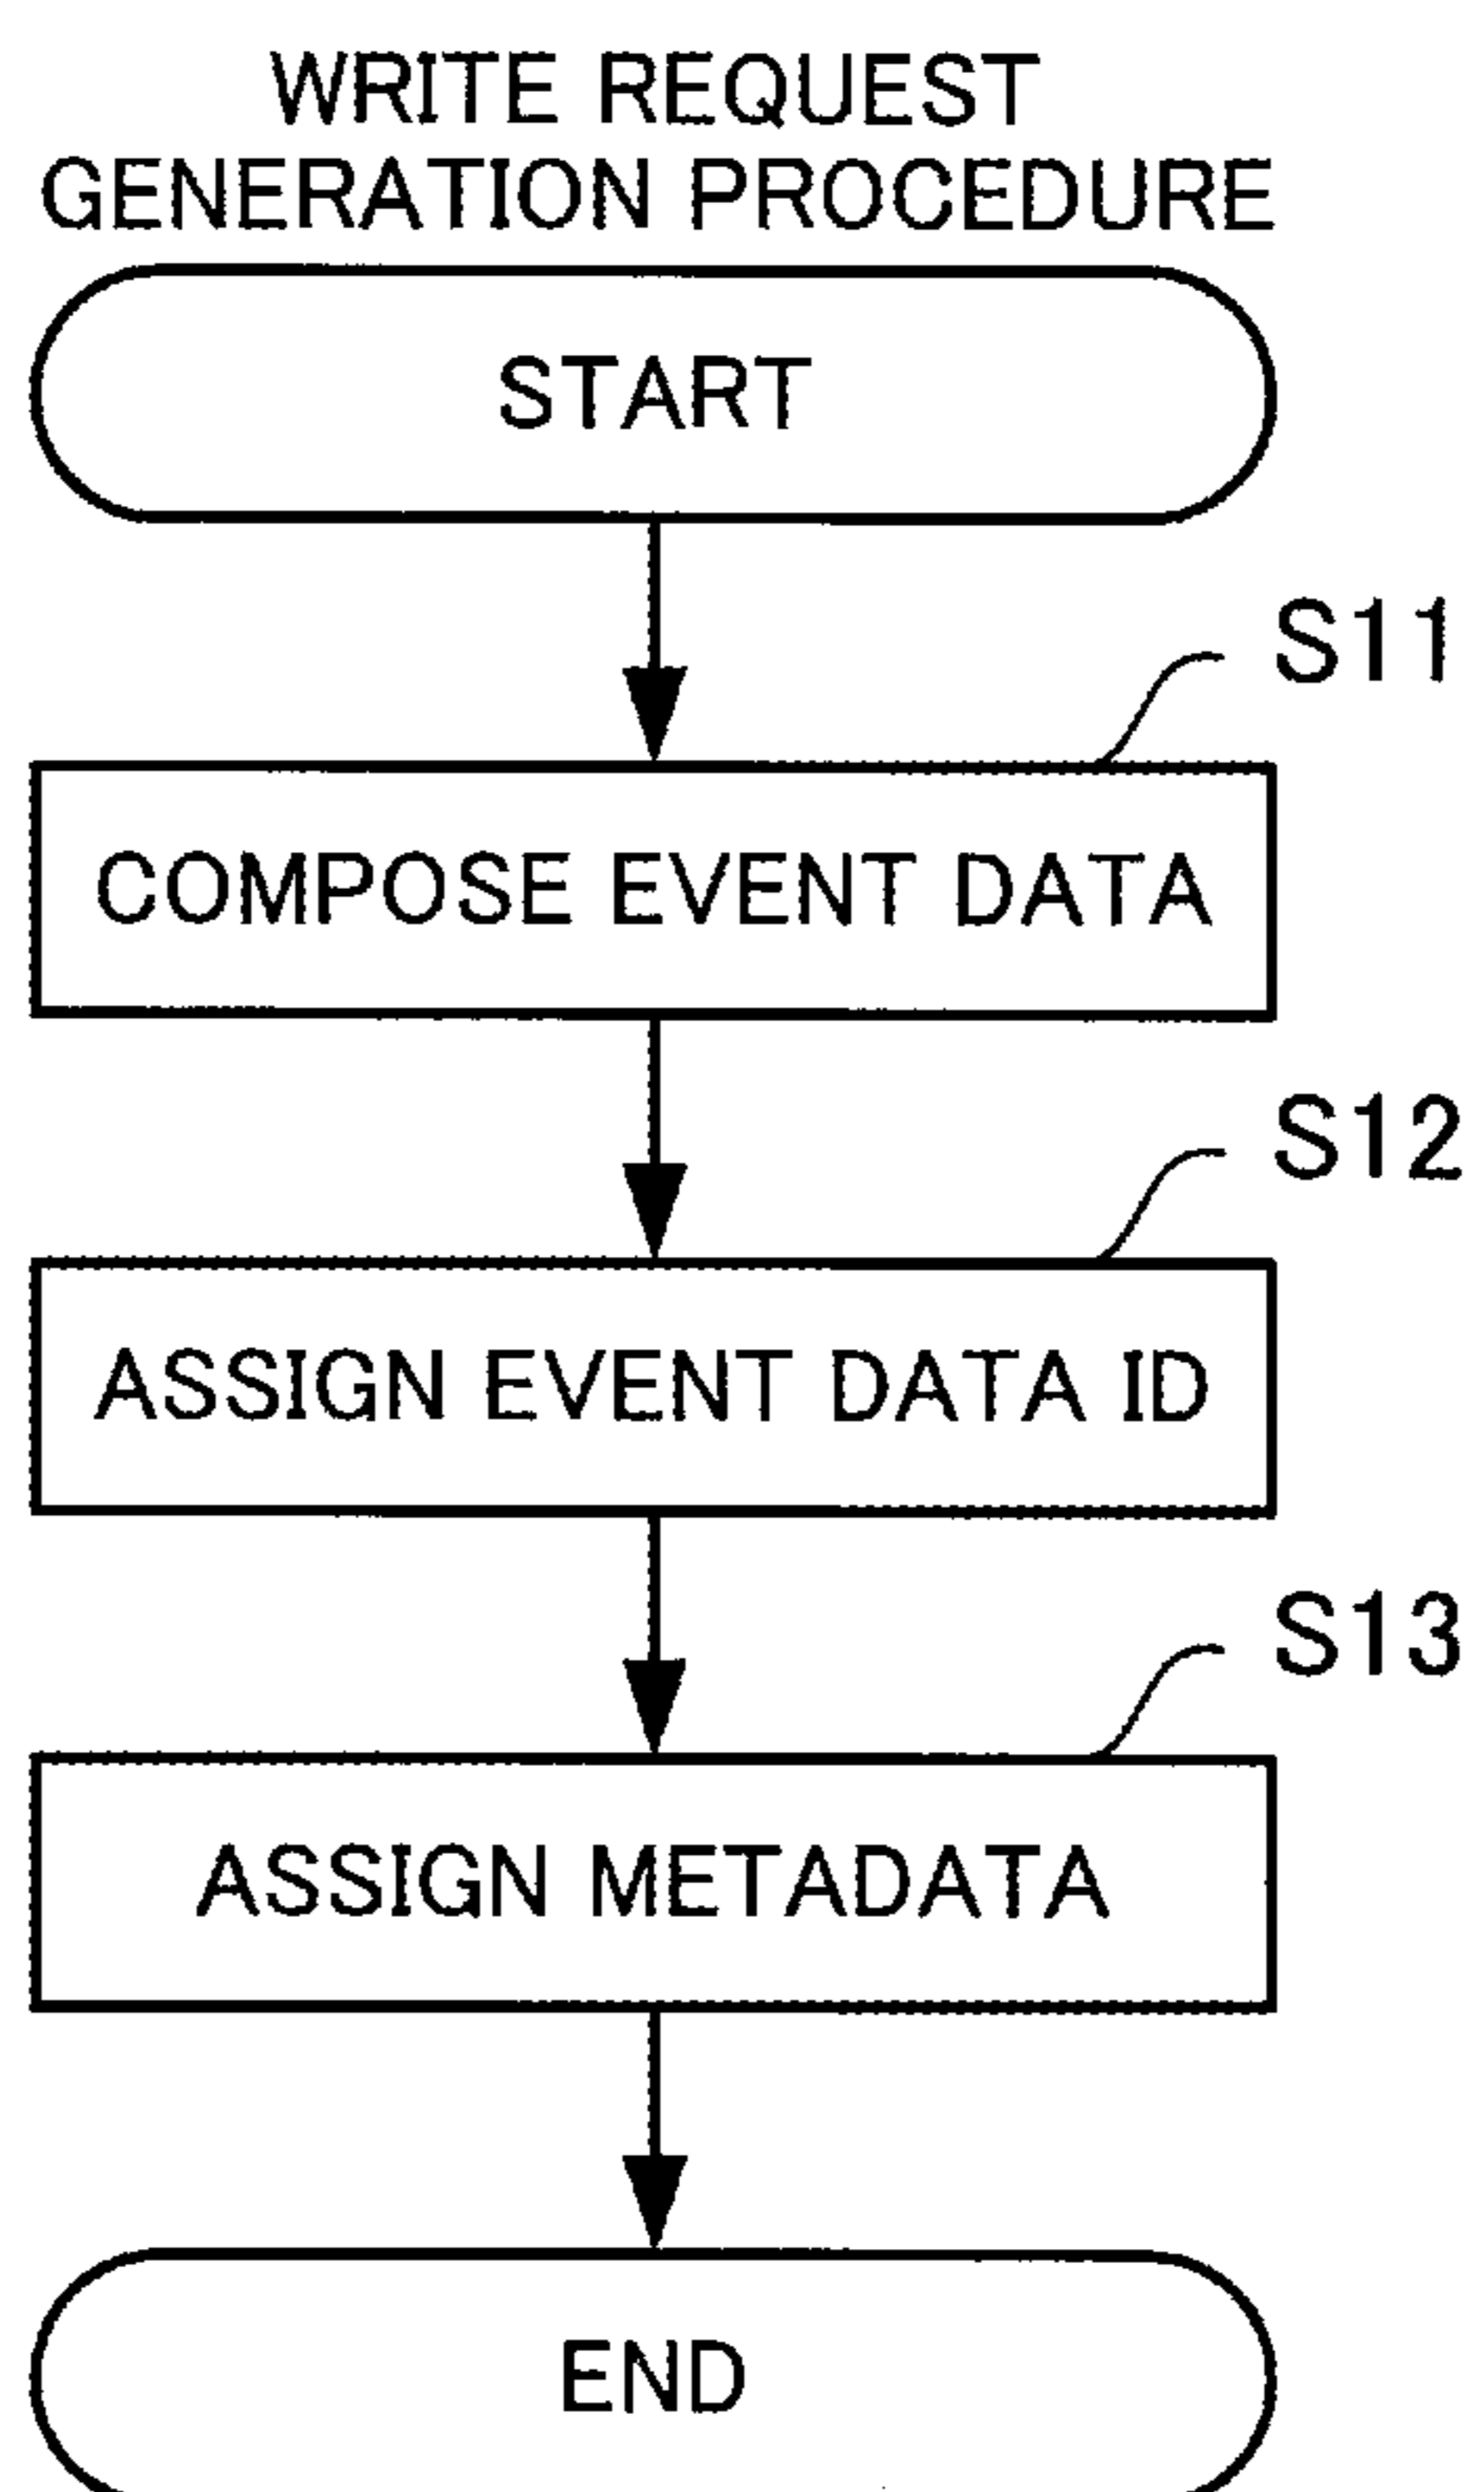 WRITE REQUEST
GENERATION PROCEDURE
START
S11
COMPOSE EVENT DATA
S12
ASSIGN EVENT DATA ID
S13
ASSIGN METADATA
END